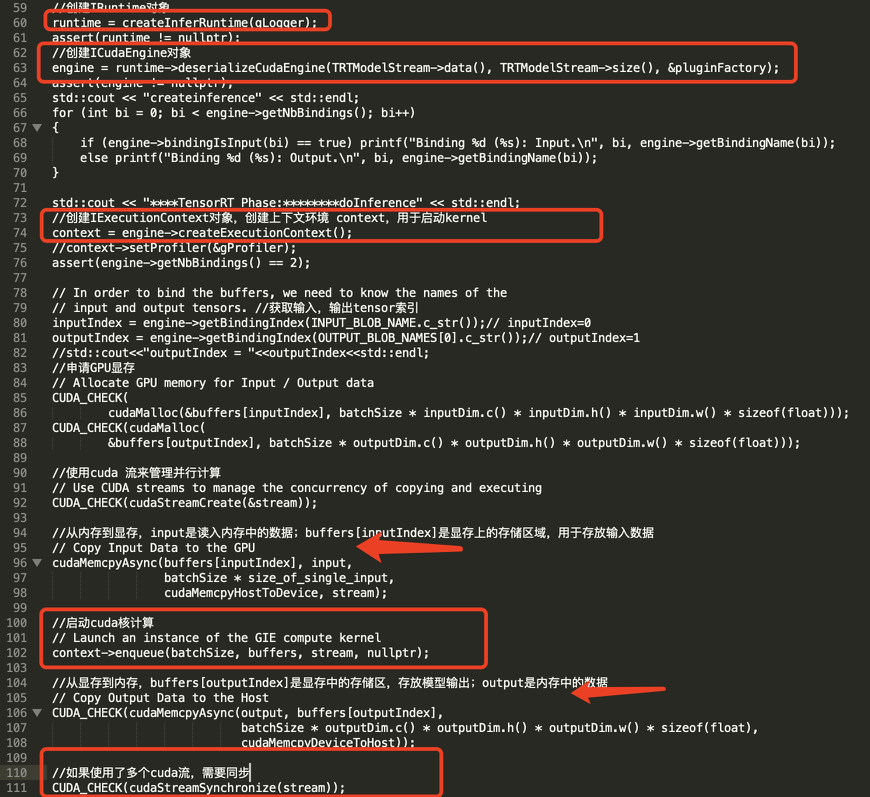 59 //创建IRuntime对象
60 runtime = createInferRuntime(gLogger);
61 assert(runtime != nullptr);
62 //创建ICudaEngine对象
63 engine = runtime->deserializeCudaEngine(TRTModelStream->data(), TRTModelStream->size(), &pluginFactory);
64 assert(engine != nullptr);
65 std::cout << "createinference" << std::endl;
66 for (int bi = 0; bi < engine->getNbBindings(); bi++)
67 {
68 if (engine->bindingIsInput(bi) == true) printf("Binding %d (%s): Input.\n", bi, engine->getBindingName(bi));
69 else printf("Binding %d (%s): Output.\n", bi, engine->getBindingName(bi));
70 }
71
72 std::cout << "****TensorRT Phase:********doInference" << std::endl;
73 //创建IExecutionContext对象，创建上下文环境 context，用于启动kernel
74 context = engine->createExecutionContext();
75 //context->setProfiler(&gProfiler);
76 assert(engine->getNbBindings() == 2);
77
78 // In order to bind the buffers, we need to know the names of the
79 // input and output tensors. //获取输入，输出tensor索引
80 inputIndex = engine->getBindingIndex(INPUT_BLOB_NAME.c_str());// inputIndex=0
81 outputIndex = engine->getBindingIndex(OUTPUT_BLOB_NAMES[0].c_str());// outputIndex=1
82 //std::cout<<"outputIndex = "<<outputIndex<<std::endl;
83 //申请GPU显存
84 // Allocate GPU memory for Input / Output data
85 CUDA_CHECK(
86 cudaMalloc(&buffers[inputIndex], batchSize * inputDim.c() * inputDim.h() * inputDim.w() * sizeof(float)));
87 CUDA_CHECK(cudaMalloc(
88 &buffers[outputIndex], batchSize * outputDim.c() * outputDim.h() * outputDim.w() * sizeof(float)));
89
90 //使用cuda 流来管理并行计算
91 // Use CUDA streams to manage the concurrency of copying and executing
92 CUDA_CHECK(cudaStreamCreate(&stream));
93
94 //从内存到显存，input是读入内存中的数据；buffers[inputIndex]是显存上的存储区域，用于存放输入数据
95 // Copy Input Data to the GPU
96 cudaMemcpyAsync(buffers[inputIndex], input,
97 batchSize * size_of_single_input,
98 cudaMemcpyHostToDevice, stream);
99
100 //启动cuda核计算
101 // Launch an instance of the GIE compute kernel
102 context->enqueue(batchSize, buffers, stream, nullptr);
103
104 //从显存到内存，buffers[outputIndex]是显存中的存储区，存放模型输出；output是内存中的数据
105 // Copy Output Data to the Host
106 CUDA_CHECK(cudaMemcpyAsync(output, buffers[outputIndex],
107 batchSize * outputDim.c() * outputDim.h() * outputDim.w() * sizeof(float),
108 cudaMemcpyDeviceToHost));
109
110 //如果使用了多个cuda流，需要同步
111 CUDA_CHECK(cudaStreamSynchronize(stream));